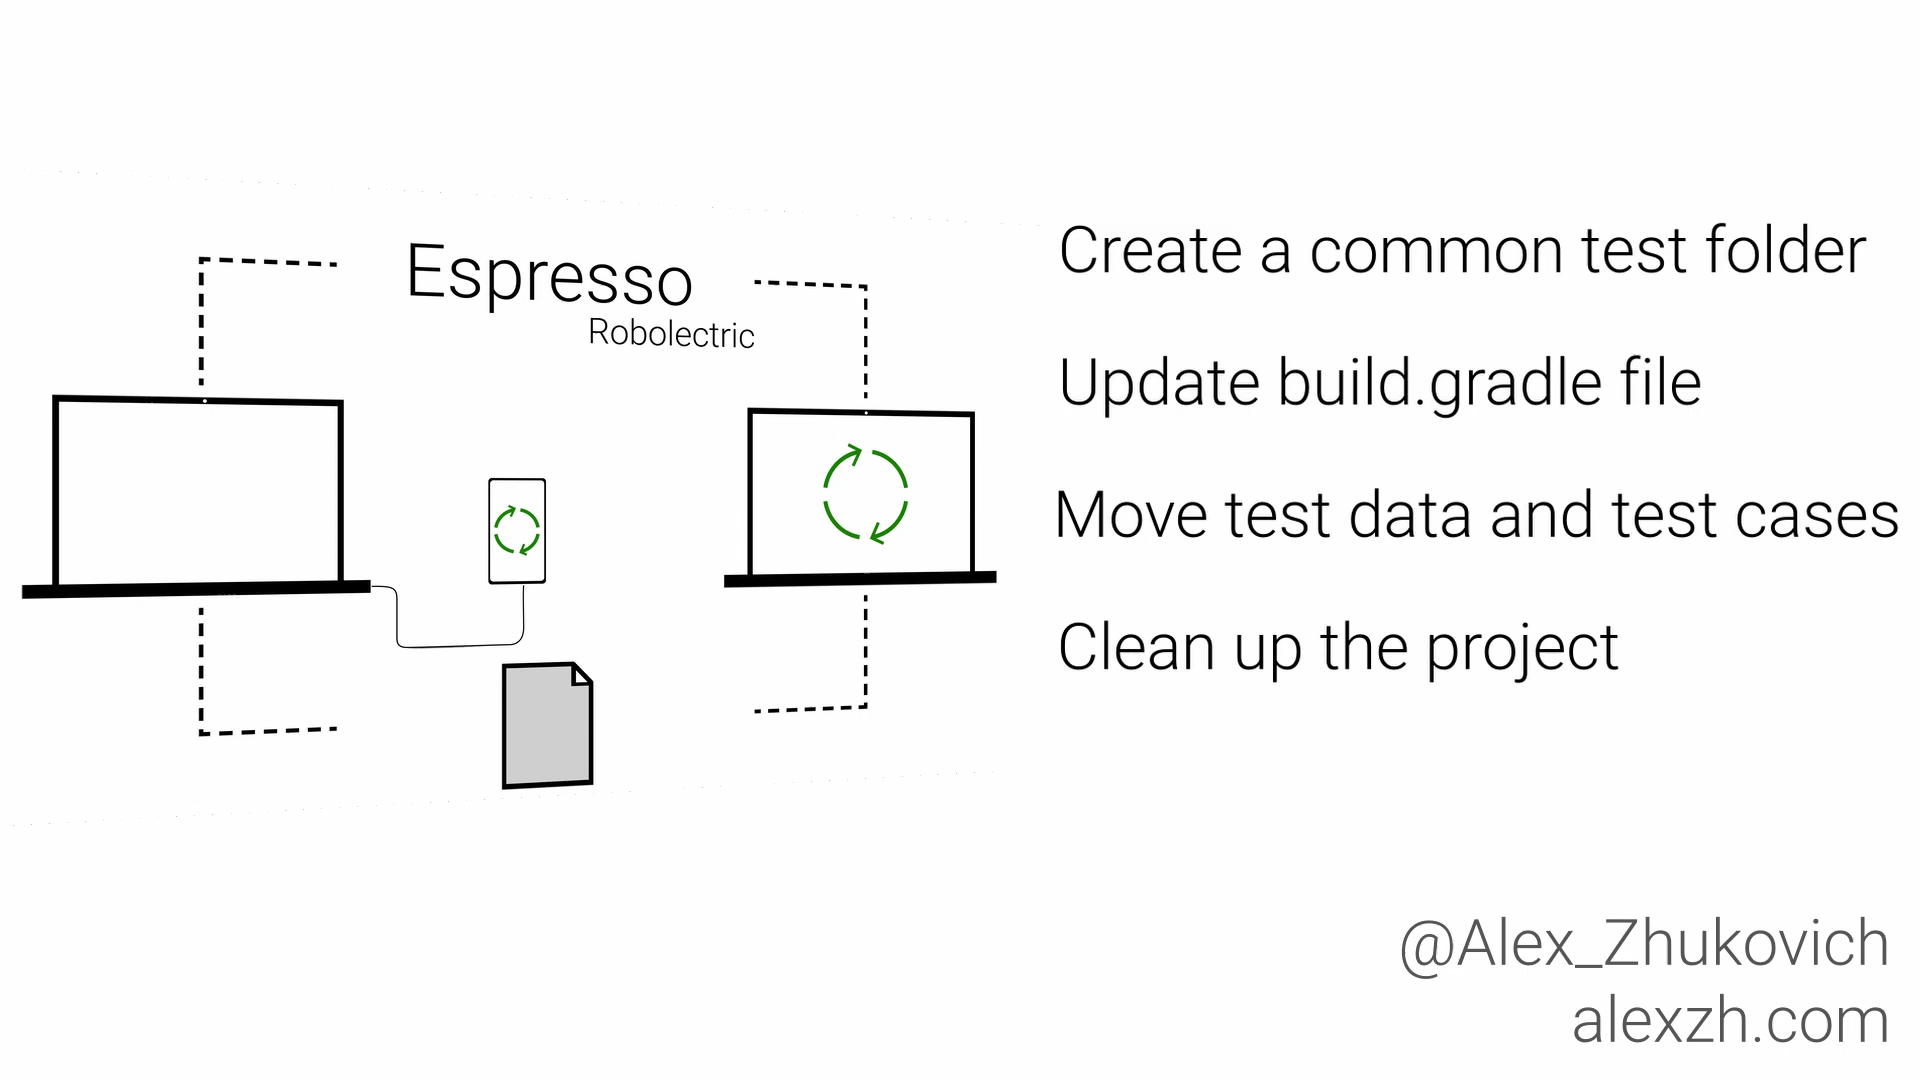 Espresso
Robolectric
Create a common test folder
Update build.gradle file
Move test data and test cases
Clean up the project
@Alex_Zhukovich
alexzh.com